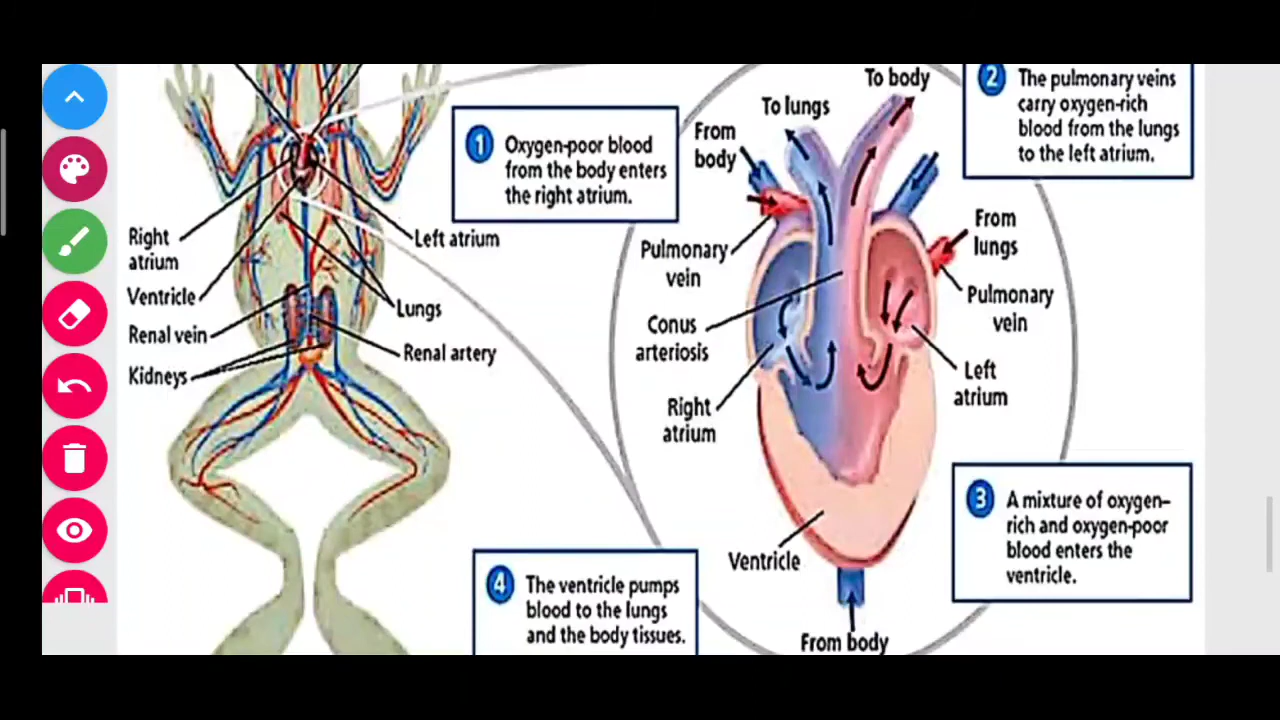 To body
To lungs
From
body
1
Oxygen-poor blood
from the body enters
the right atrium.
2
The pulmonary veins
carry oxygen-rich
blood from the lungs
to the left atrium.
Right
atrium
Left atrium
Ventricle
Lungs
Renal vein
Renal artery
Kidneys
Pulmonary
vein
From
lungs
Pulmonary
vein
Conus
arteriosis
Left
atrium
Right
atrium
3
A mixture of oxygen-
rich and oxygen-poor
blood enters the
ventricle.
Ventricle
4
The ventricle pumps
blood to the lungs
and the body tissues.
From body